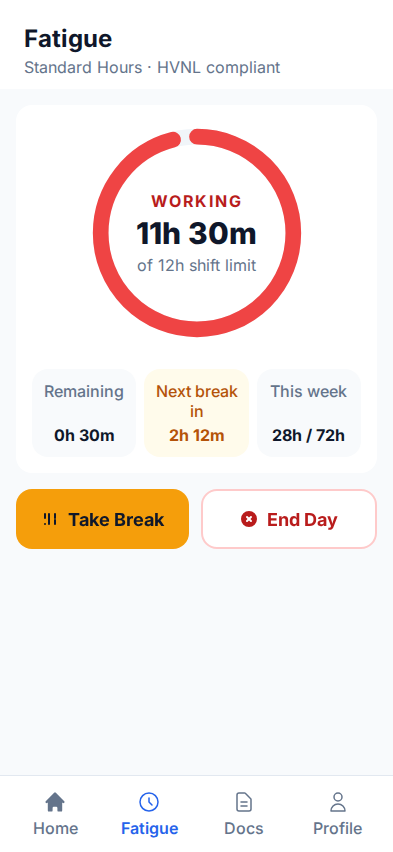 Fatigue
Standard Hours · HVNL compliant
WORKING
11h 30m
of 12h shift limit
Remaining
0h 30m
Next break
in
2h 12m
This week
28h / 72h
Take Break
End Day
Home
Fatigue
Docs
Profile